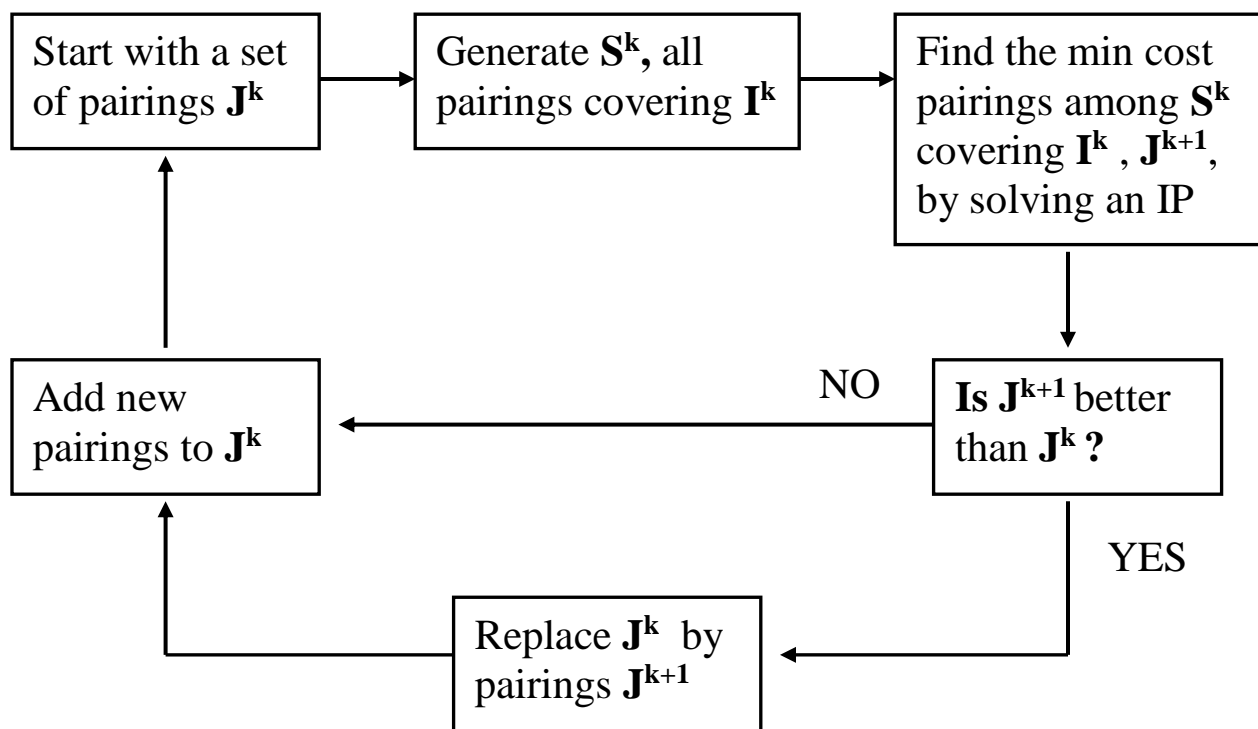 Start with a set
of pairings J^k
Generate S^k, all
pairings covering I^k
Find the min cost
pairings among S^k
covering I^k , J^k+1,
by solving an IP
Add new
pairings to J^k
NO
Is J^k+1 better
than J^k ?
YES
Replace J^k by
pairings J^k+1